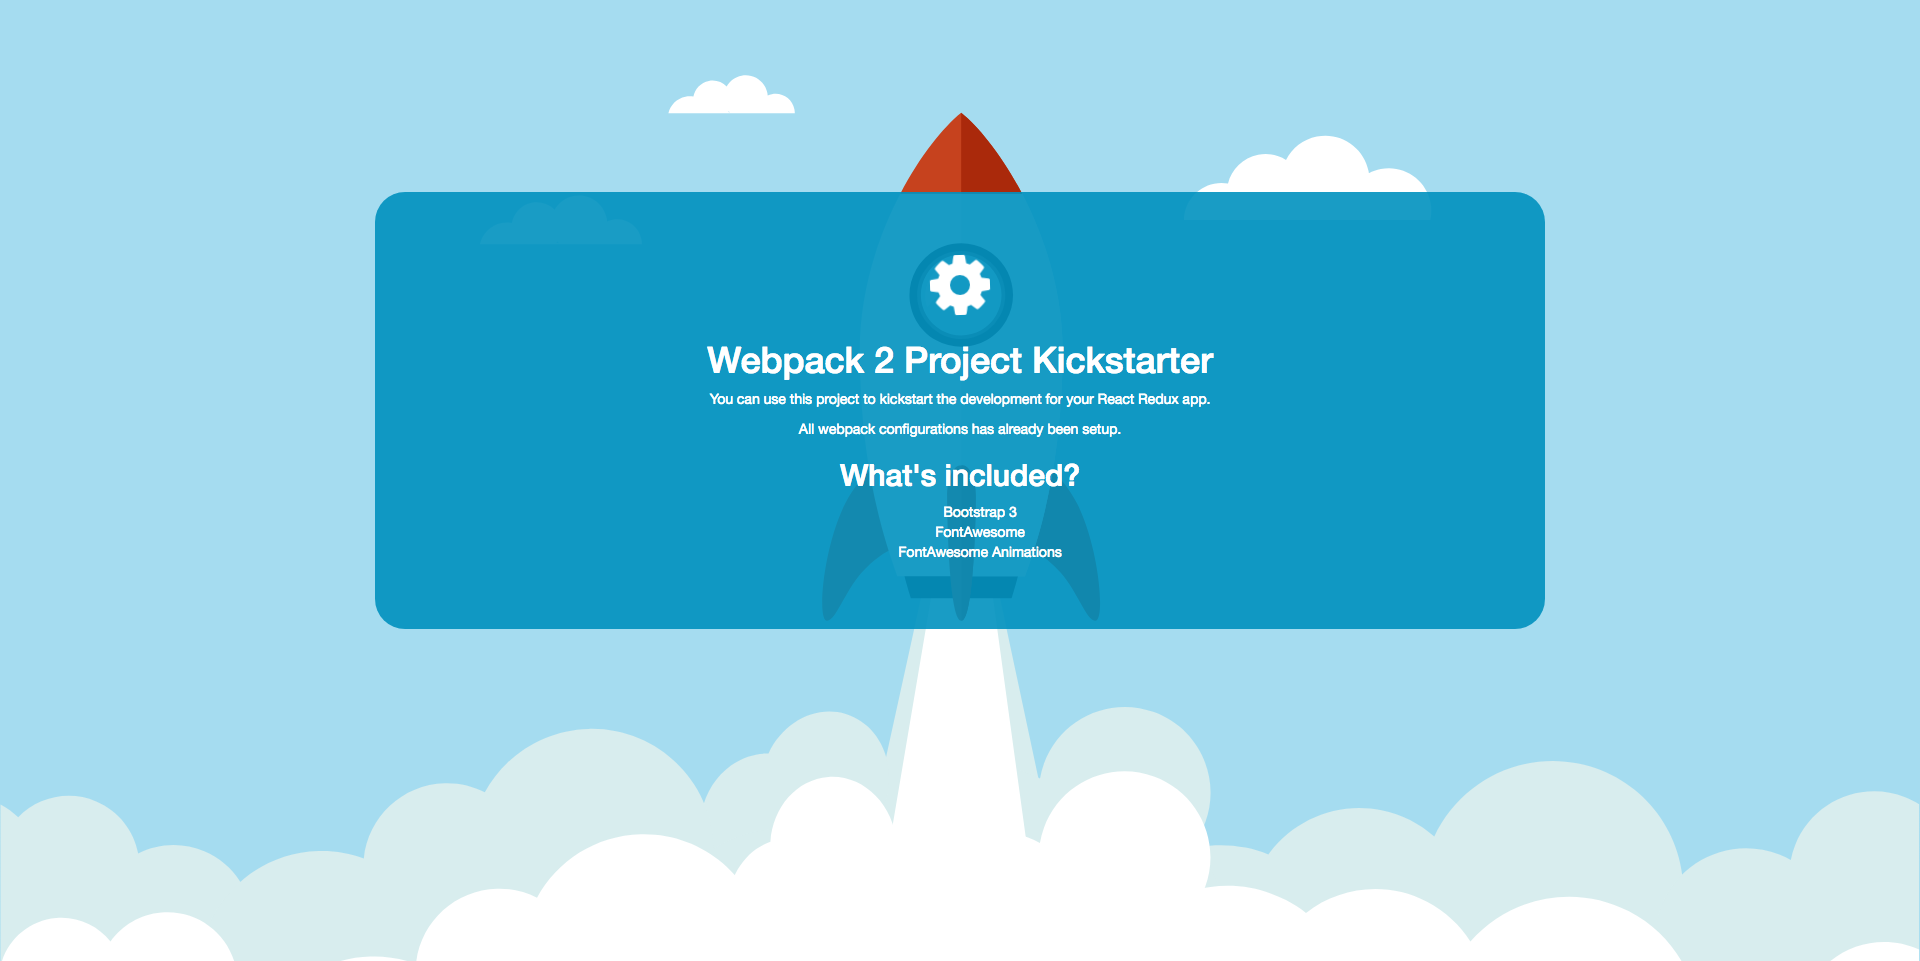 Webpack 2 Project Kickstarter
You can use this project to kickstart the development for your React Redux app.
All webpack configurations has already been setup.
What's included?
Bootstrap 3
FontAwesome
FontAwesome Animations